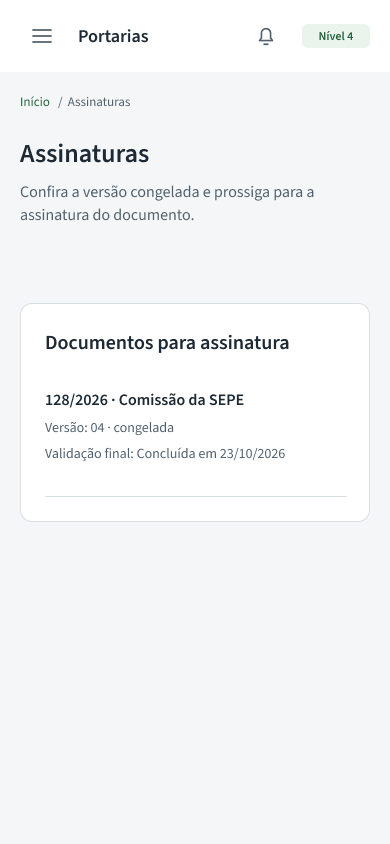 Portarias
Nível 4
Início / Assinaturas
Assinaturas
Confira a versão congelada e prossiga para a
assinatura do documento.
Documentos para assinatura
128/2026 · Comissão da SEPE
Versão: 04 · congelada
Validação final: Concluída em 23/10/2026